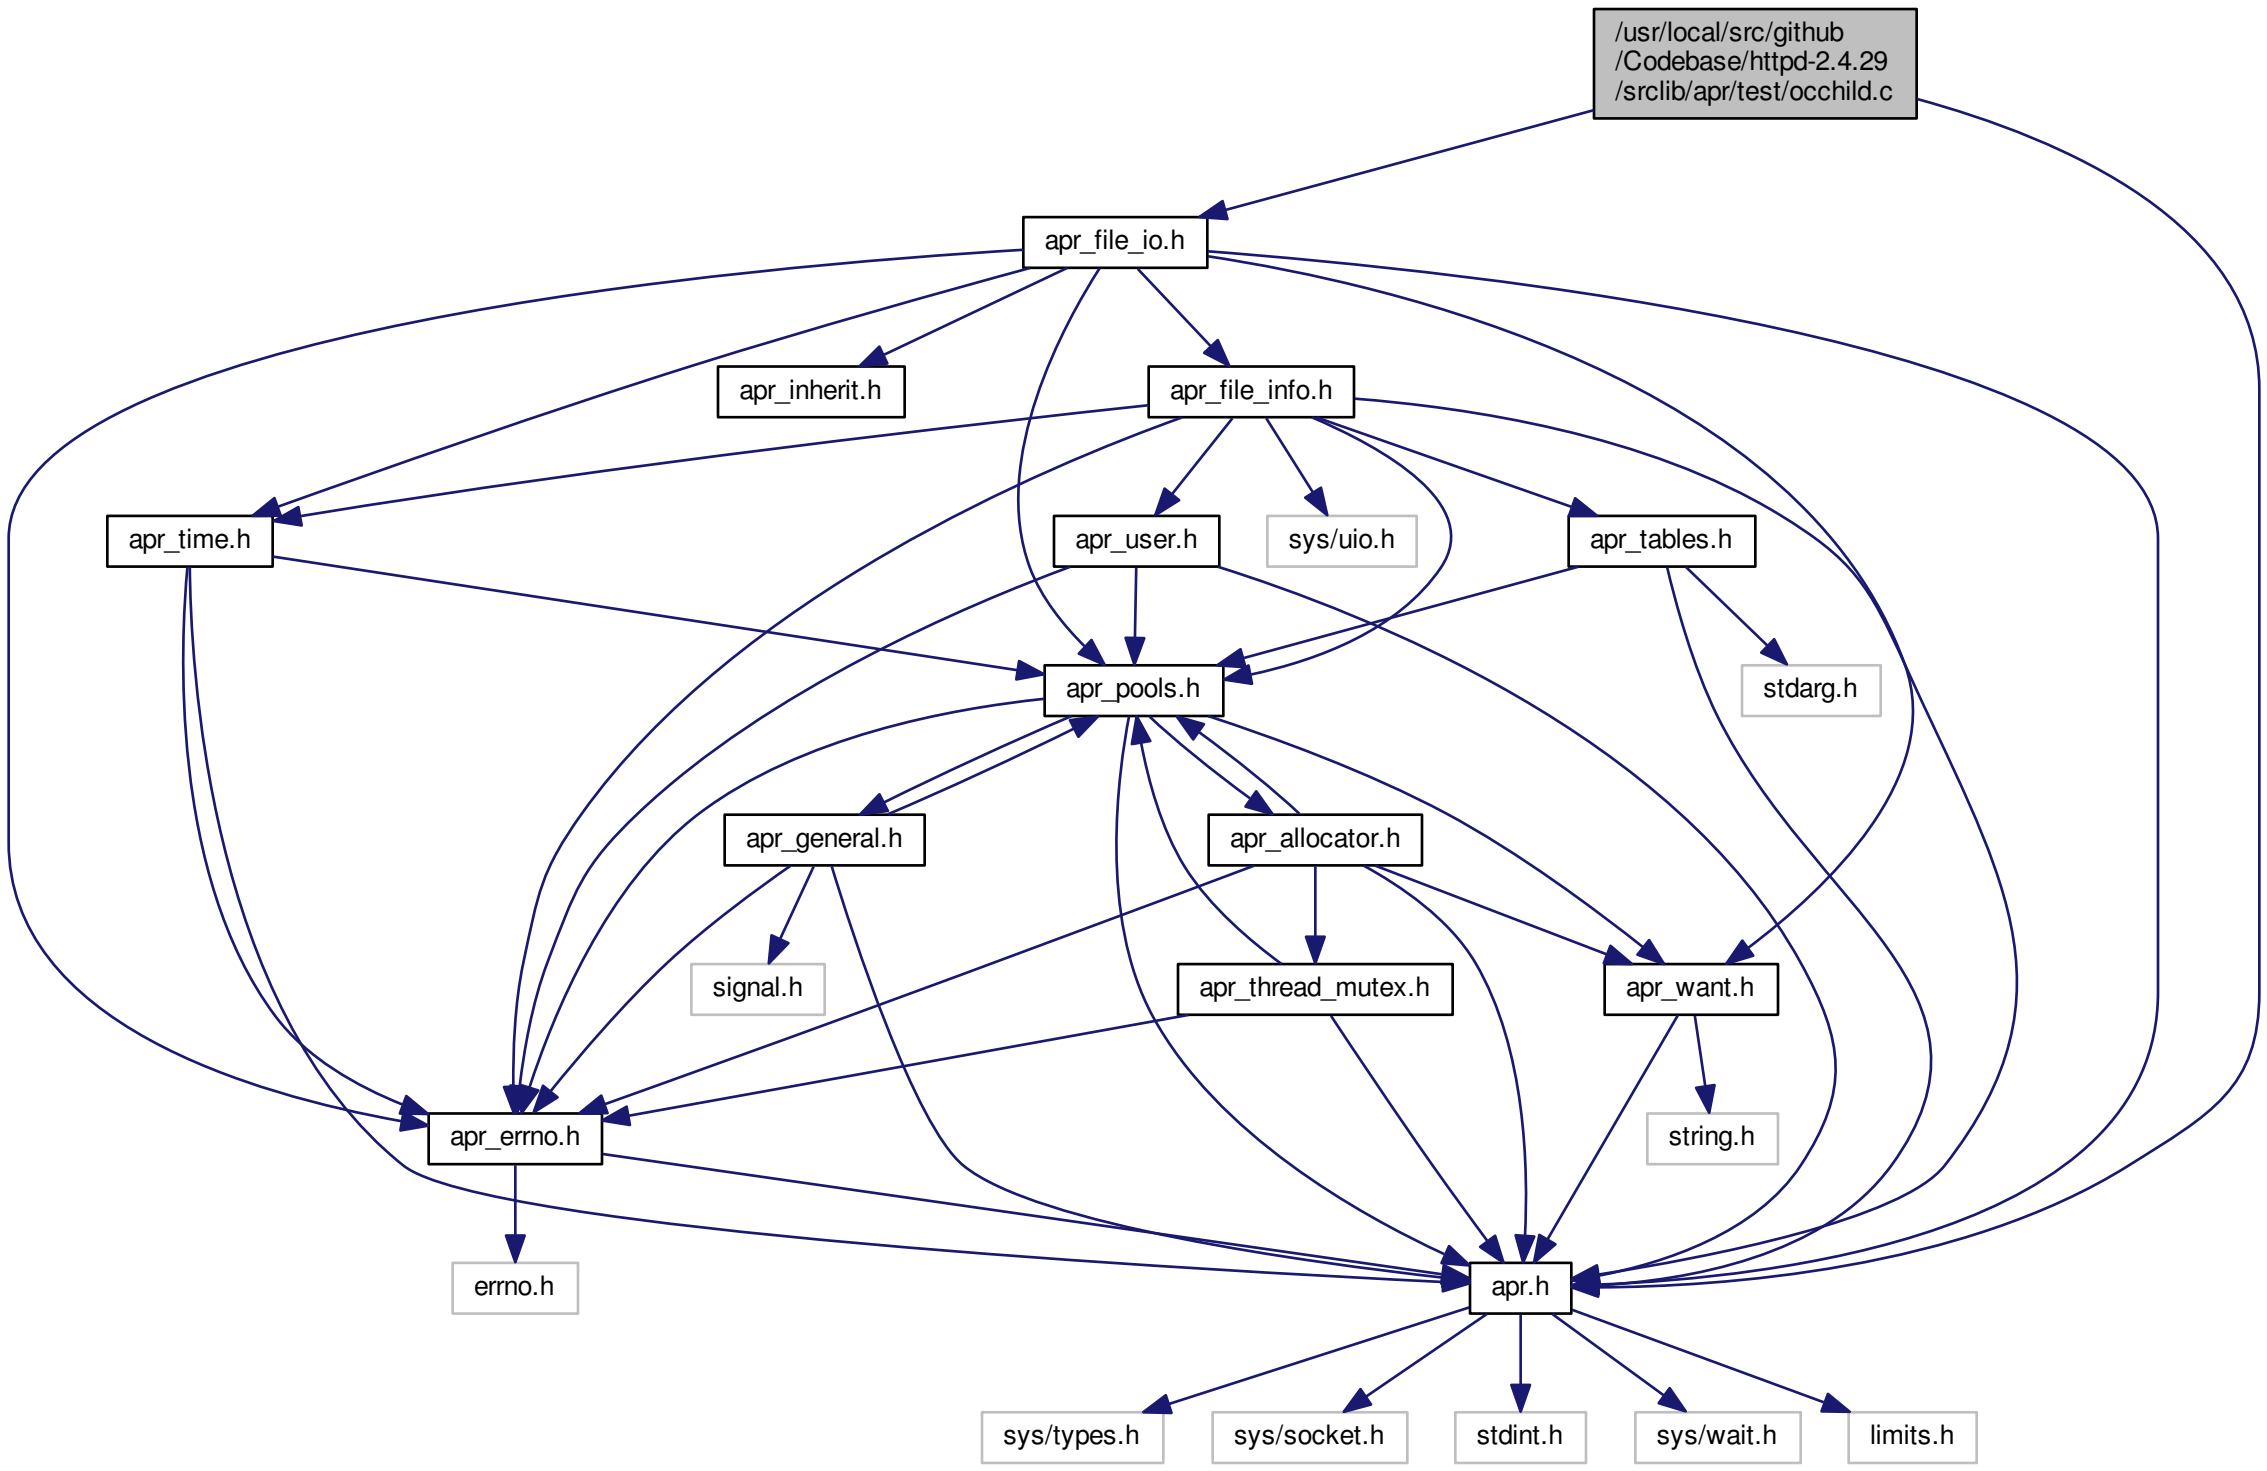 /usr/local/src/github
/Codebase/httpd-2.4.29
/srclib/apr/test/occhild.c
apr_file_io.h
apr_inherit.h
apr_file_info.h
apr_time.h
apr_user.h
sys/uio.h
apr_tables.h
apr_pools.h
stdarg.h
apr_general.h
apr_allocator.h
signal.h
apr_thread_mutex.h
apr_want.h
apr_errno.h
string.h
errno.h
apr.h
sys/types.h
sys/socket.h
stdint.h
sys/wait.h
limits.h